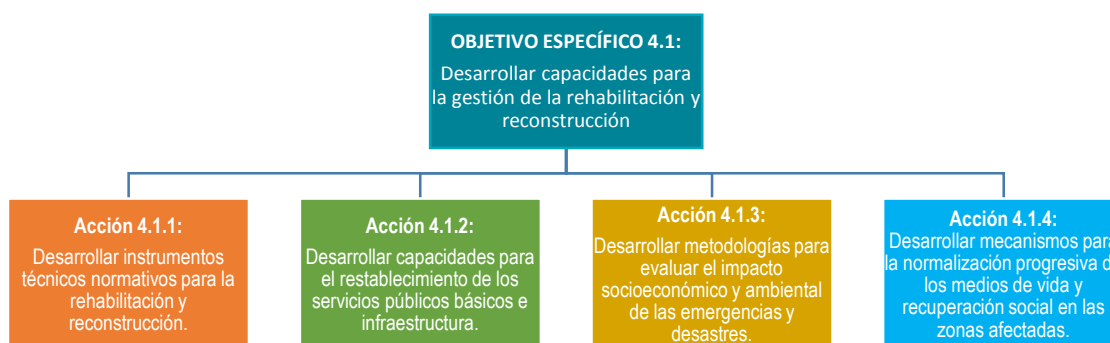 OBJETIVO ESPECÍFICO 4.1:
Desarrollar capacidades para
la gestión de la rehabilitación y
reconstrucción
Acción 4.1.1:
Desarrollar instrumentos
técnicos normativos para la
rehabilitación y
reconstrucción.
Acción 4.1.2:
Desarrollar capacidades para
el restablecimiento de los
servicios públicos básicos e
infraestructura.
Acción 4.1.3:
Desarrollar metodologías para
evaluar el impacto
socioeconómico y ambiental
de las emergencias y
desastres.
Acción 4.1.4:
Desarrollar mecanismos para
la normalización progresiva d
los medios de vida y
recuperación social en las
zonas afectadas.